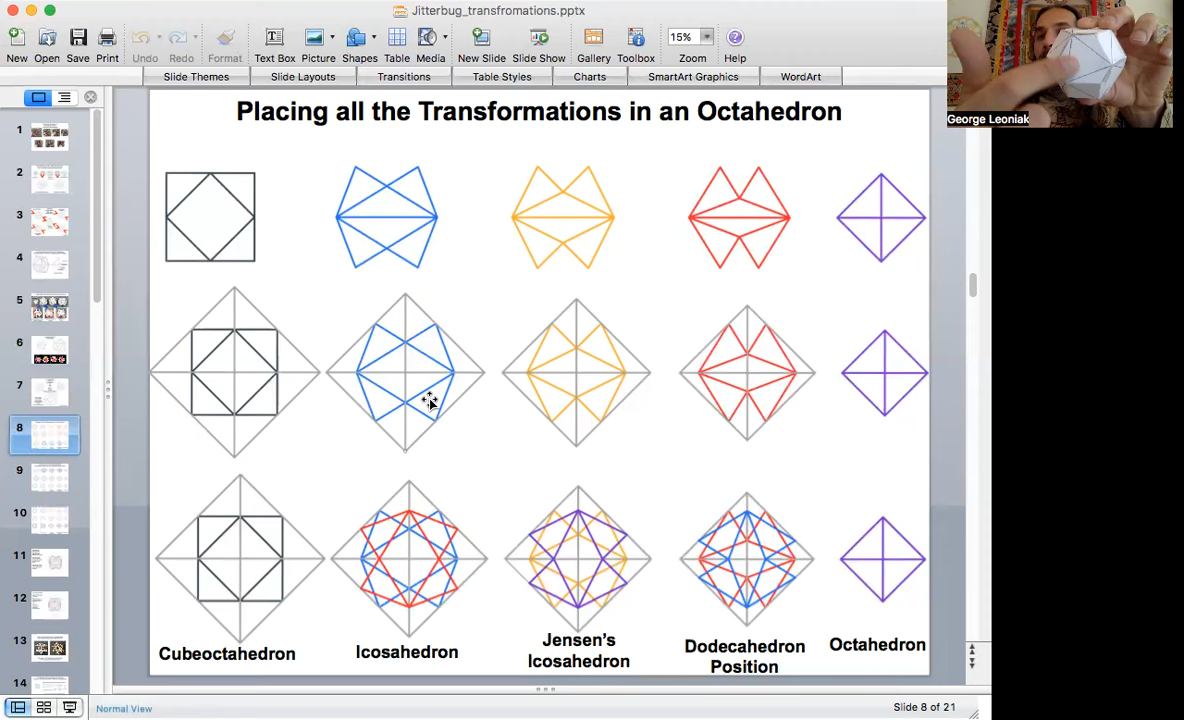 Jitterbug_transfromations.pptx
15%
New Open Save Print Undo Redo Format Text Box Picture Shapes Table Media New Slide Slide Show Gallery Toolbox Zoom Help
Slide Themes Slide Layouts Transitions Table Styles Charts SmartArt Graphics WordArt
George Leoniak
Placing all the Transformations in an Octahedron
1
2
3
4
5
6
7
8
9
10
11
12
13
14
Cubeoctahedron
Icosahedron
Jensen's
Icosahedron
Dodecahedron
Position
Octahedron
Normal View
Slide 8 of 21